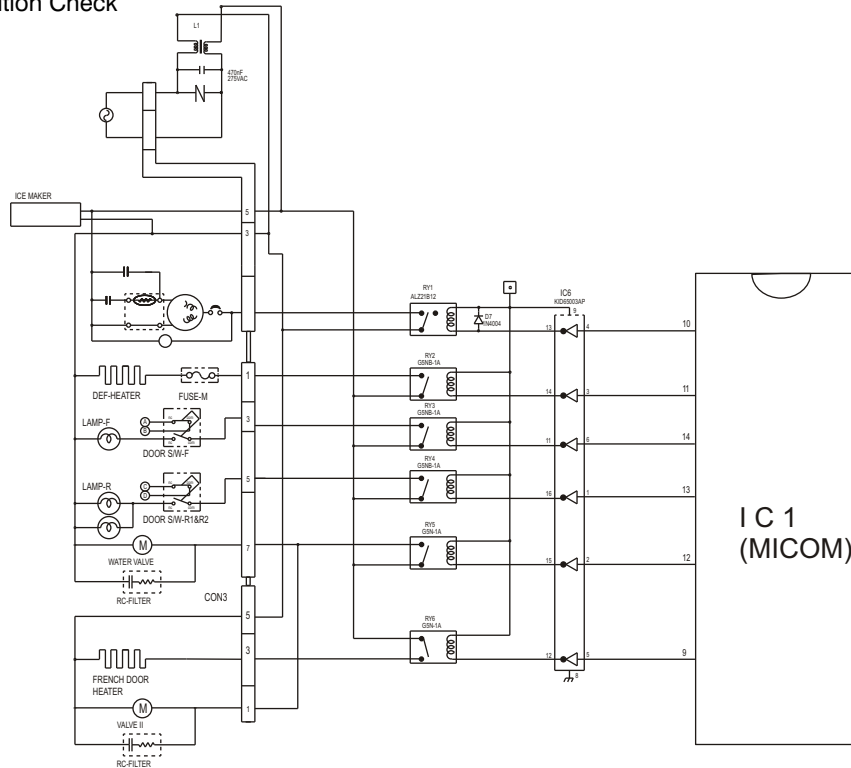 ition Check
L1
470nF
275VAC
ICE MAKER
5
3
RY1
ALZ21B12
D7
IN4004
IC6
KID65003AP
9
13
4
10
1
DEF-HEATER
FUSE-M
RY2
G5NB-1A
14
3
11
LAMP-F
A
B
DOOR S/W-F
3
RY3
G5NB-1A
11
6
14
LAMP-R
C
D
DOOR S/W-R1&R2
5
RY4
G5NB-1A
16
1
13
I C 1
(MICOM)
M
WATER VALVE
7
RY5
G5N-1A
15
2
12
RC-FILTER
CON3
5
RY6
G5N-1A
3
12
5
9
8
FRENCH DOOR
HEATER
M
1
VALVE II
RC-FILTER